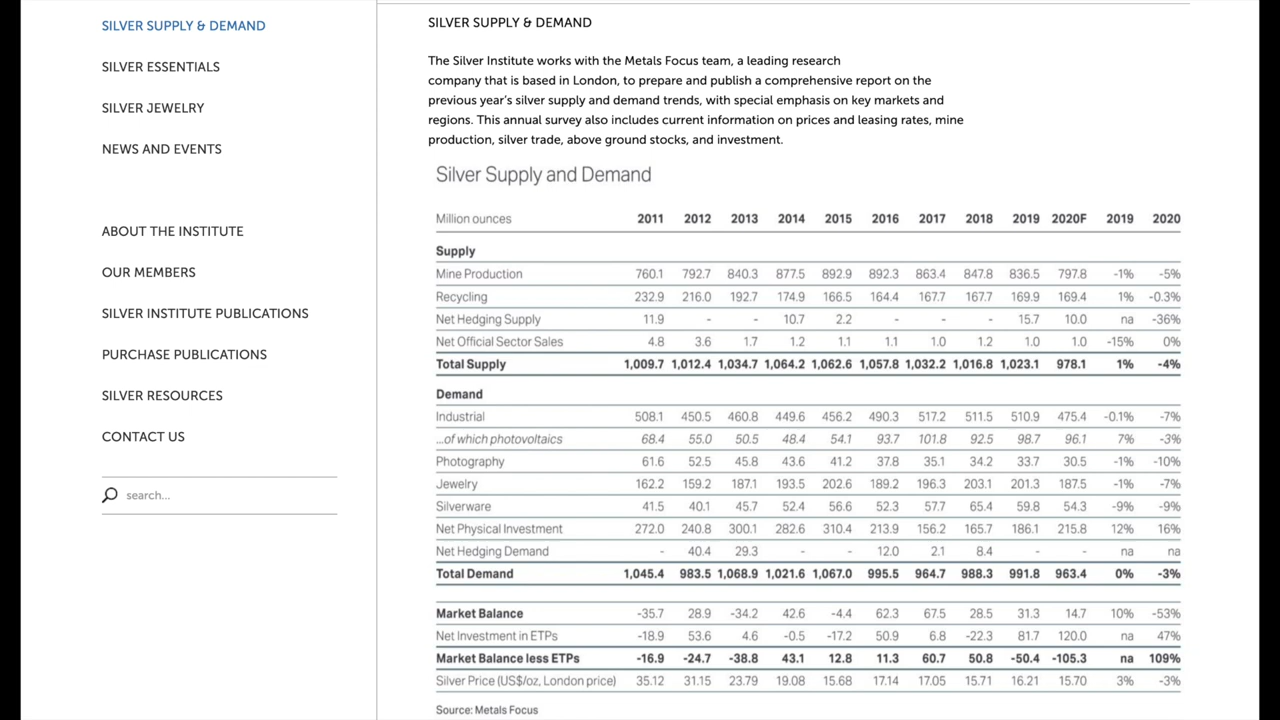 SILVER SUPPLY & DEMAND
SILVER ESSENTIALS
SILVER JEWELRY
NEWS AND EVENTS
ABOUT THE INSTITUTE
OUR MEMBERS
SILVER INSTITUTE PUBLICATIONS
PURCHASE PUBLICATIONS
SILVER RESOURCES
CONTACT US
search...
SILVER SUPPLY & DEMAND
The Silver Institute works with the Metals Focus team, a leading research
company that is based in London, to prepare and publish a comprehensive report on the
previous year's silver supply and demand trends, with special emphasis on key markets and
regions. This annual survey also includes current information on prices and leasing rates, mine
production, silver trade, above ground stocks, and investment.
Silver Supply and Demand
Million ounces 2011 2012 2013 2014 2015 2016 2017 2018 2019 2020F 2019 2020
Supply
Mine Production 760.1 792.7 840.3 877.5 892.9 892.3 863.4 847.8 836.5 797.8 -1% -5%
Recycling 232.9 216.0 192.7 174.9 166.5 164.4 167.7 167.7 169.9 169.4 1% -0.3%
Net Hedging Supply 11.9 - - 10.7 2.2 - - - 15.7 10.0 na -36%
Net Official Sector Sales 4.8 3.6 1.7 1.2 1.1 1.1 1.0 1.2 1.0 1.0 -15% 0%
Total Supply 1,009.7 1,012.4 1,034.7 1,064.2 1,062.6 1,057.8 1,032.2 1,016.8 1,023.1 978.1 1% -4%
Demand
Industrial 508.1 450.5 460.8 449.6 456.2 490.3 517.2 511.5 510.9 475.4 -0.1% -7%
...of which photovoltaics 68.4 55.0 50.5 48.4 54.1 93.7 101.8 92.5 98.7 96.1 7% -3%
Photography 61.6 52.5 45.8 43.6 41.2 37.8 35.1 34.2 33.7 30.5 -1% -10%
Jewelry 162.2 159.2 187.1 193.5 202.6 189.2 196.3 203.1 201.3 187.5 -1% -7%
Silverware 41.5 40.1 45.7 52.4 56.6 52.3 57.7 65.4 59.8 54.3 -9% -9%
Net Physical Investment 272.0 240.8 300.1 282.6 310.4 213.9 156.2 165.7 186.1 215.8 12% 16%
Net Hedging Demand - 40.4 29.3 - - 12.0 2.1 8.4 - - na na
Total Demand 1,045.4 983.5 1,068.9 1,021.6 1,067.0 995.5 964.7 988.3 991.8 963.4 0% -3%
Market Balance -35.7 28.9 -34.2 42.6 -4.4 62.3 67.5 28.5 31.3 14.7 10% -53%
Net Investment in ETPs -18.9 53.6 4.6 -0.5 -17.2 50.9 6.8 -22.3 81.7 120.0 na 47%
Market Balance less ETPs -16.9 -24.7 -38.8 43.1 12.8 11.3 60.7 50.8 -50.4 -105.3 na 109%
Silver Price (US$/oz, London price) 35.12 31.15 23.79 19.08 15.68 17.14 17.05 15.71 16.21 15.70 3% -3%
Source: Metals Focus